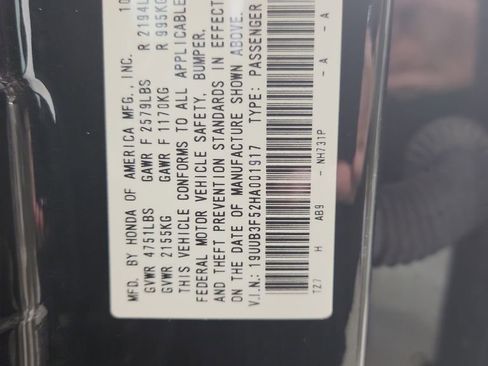 MFD. BY HONDA OF AMERICA MFG., INC. 10
GVWR 4751LBS GAWR F 2579LBS R 2194L
GVWR 2155KG GAWR F 1170KG R 995KG
THIS VEHICLE CONFORMS TO ALL APPLICABLE
FEDERAL MOTOR VEHICLE SAFETY, BUMPER,
AND THEFT PREVENTION STANDARDS IN EFFECT
ON THE DATE OF MANUFACTURE SHOWN ABOVE.
V.I.N.: 19UUB3F52HA001917 TYPE: PASSENGER
TZ7 H AB9 - NH731P - A - A